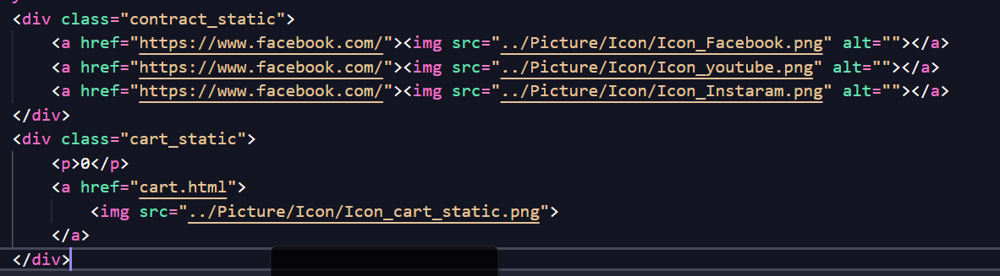 <div class="contract_static">
<a href="https://www.facebook.com/"><img src="../Picture/Icon/Icon_Facebook.png" alt=""></a>
<a href="https://www.facebook.com/"><img src="../Picture/Icon/Icon_youtube.png" alt=""></a>
<a href="https://www.facebook.com/"><img src="../Picture/Icon/Icon_Instaram.png" alt=""></a>
</div>
<div class="cart_static">
<p>0</p>
<a href="cart.html">
<img src="../Picture/Icon/Icon_cart_static.png">
</a>
</div>